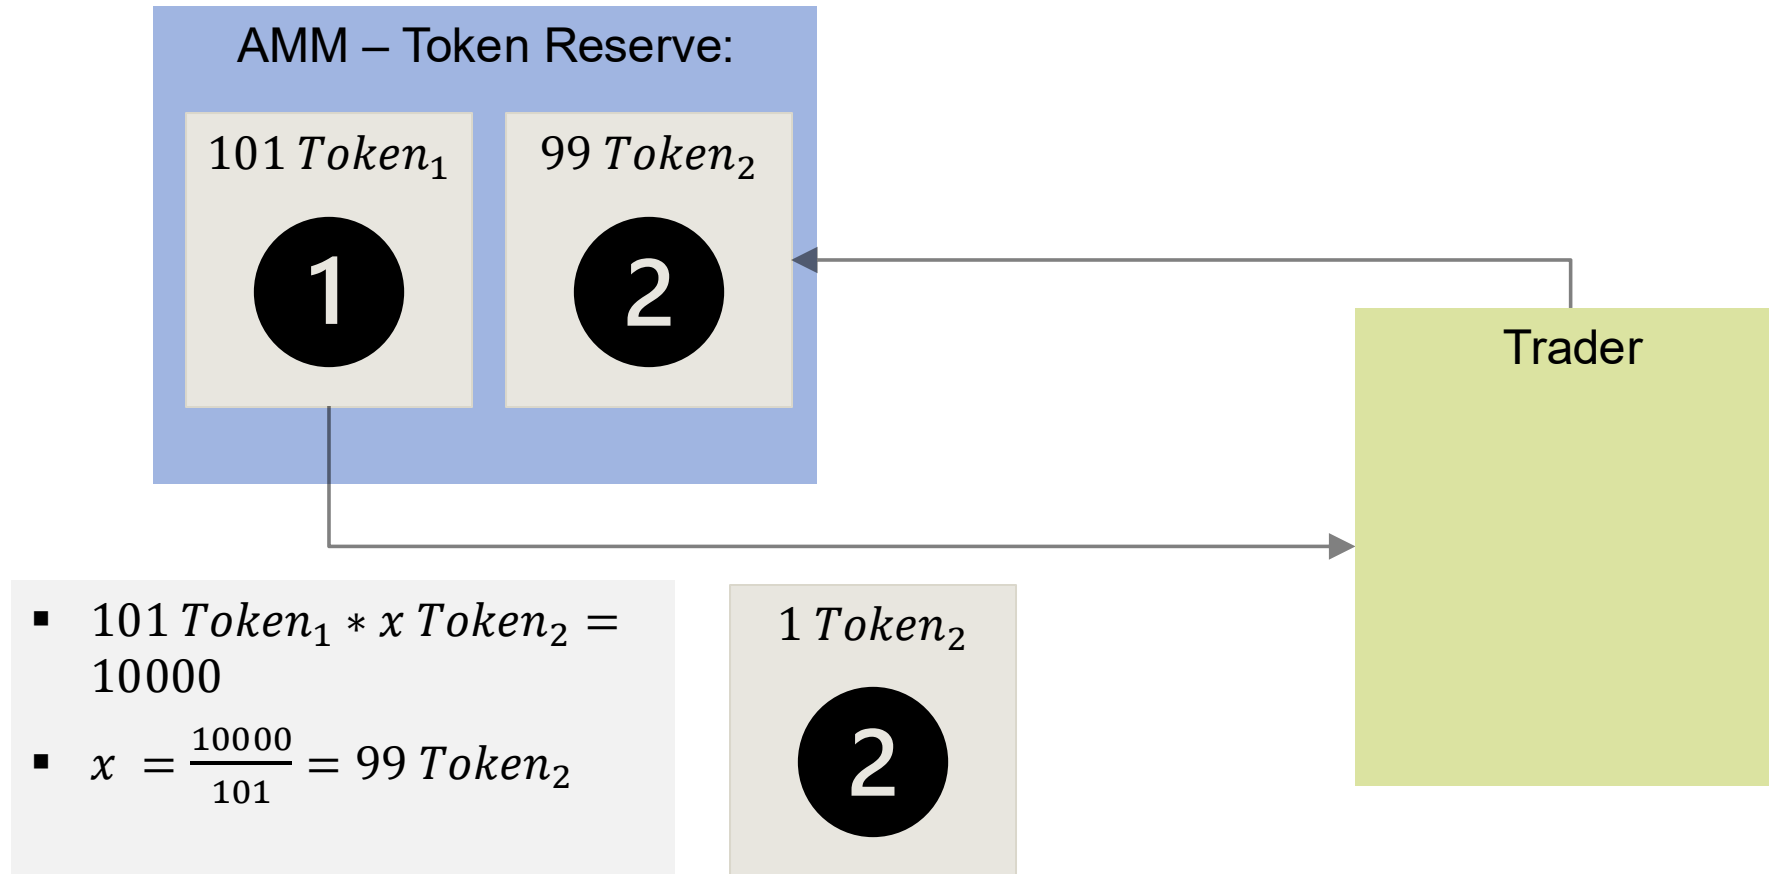 AMM – Token Reserve:
101 Token₁
99 Token₂
1
2
Trader
▪ 101 Token₁ ∗ x Token₂ =
10000
▪ x = 10000/101 = 99 Token₂
1 Token₂
2